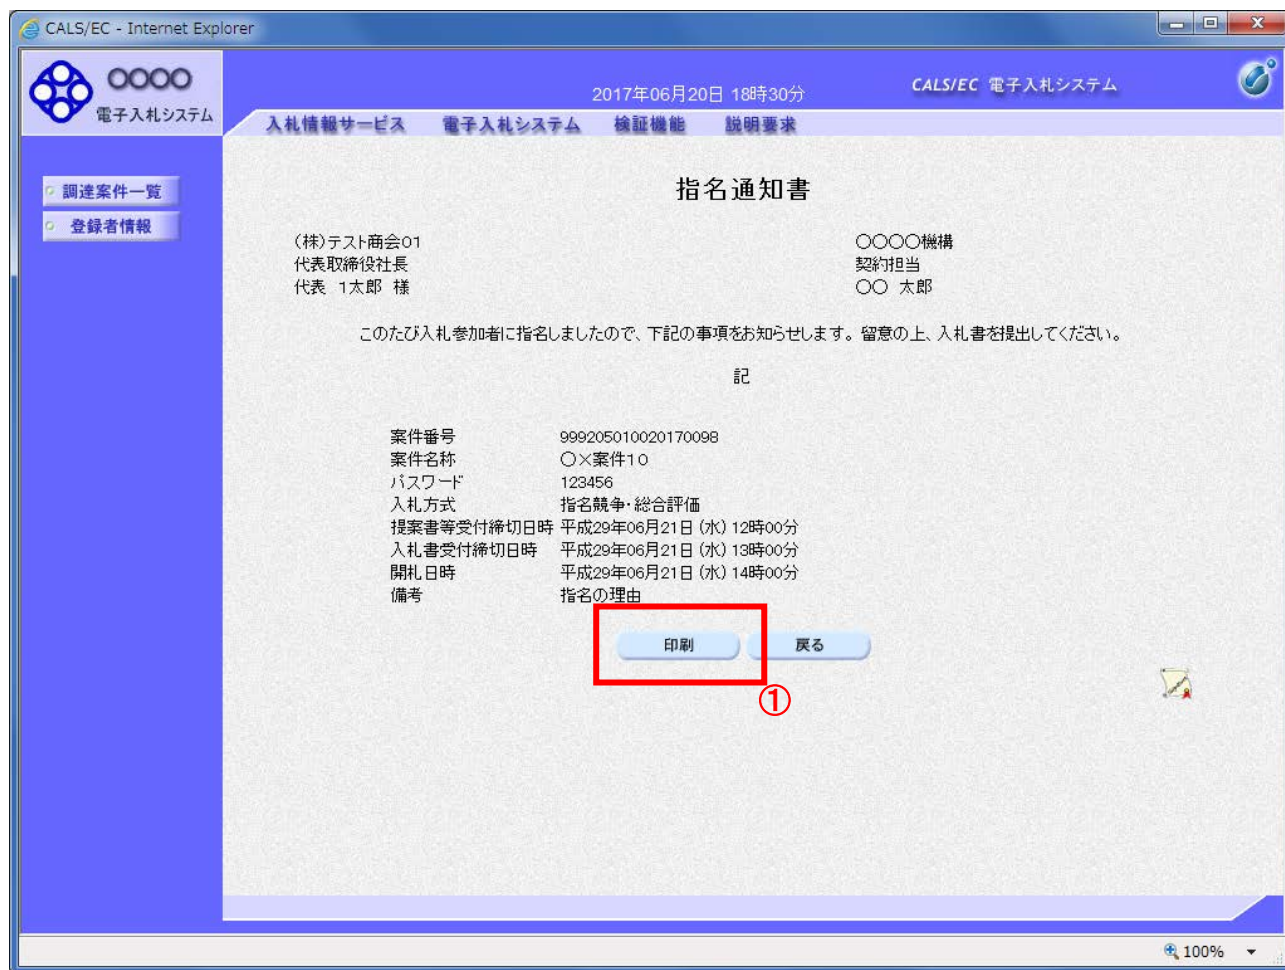 CALS/EC - Internet Explorer
〇〇〇〇
電子入札システム
2017年06月20日 18時30分
CALS/EC 電子入札システム
入札情報サービス 電子入札システム 検証機能 説明要求
調達案件一覧
登録者情報
指名通知書
(株)テスト商会01
〇〇〇〇機構
代表取締役社長
契約担当
代表 1太郎 様
〇〇 太郎
このたび入札参加者に指名しましたので、下記の事項をお知らせします。留意の上、入札書を提出してください。
記
案件番号 999205010020170098
案件名称 〇×案件10
パスワード 123456
入札方式 指名競争・総合評価
提案書等受付締切日時 平成29年06月21日 (水) 12時00分
入札書受付締切日時 平成29年06月21日 (水) 13時00分
開札日時 平成29年06月21日 (水) 14時00分
備考 指名の理由
印刷 戻る
①
100%